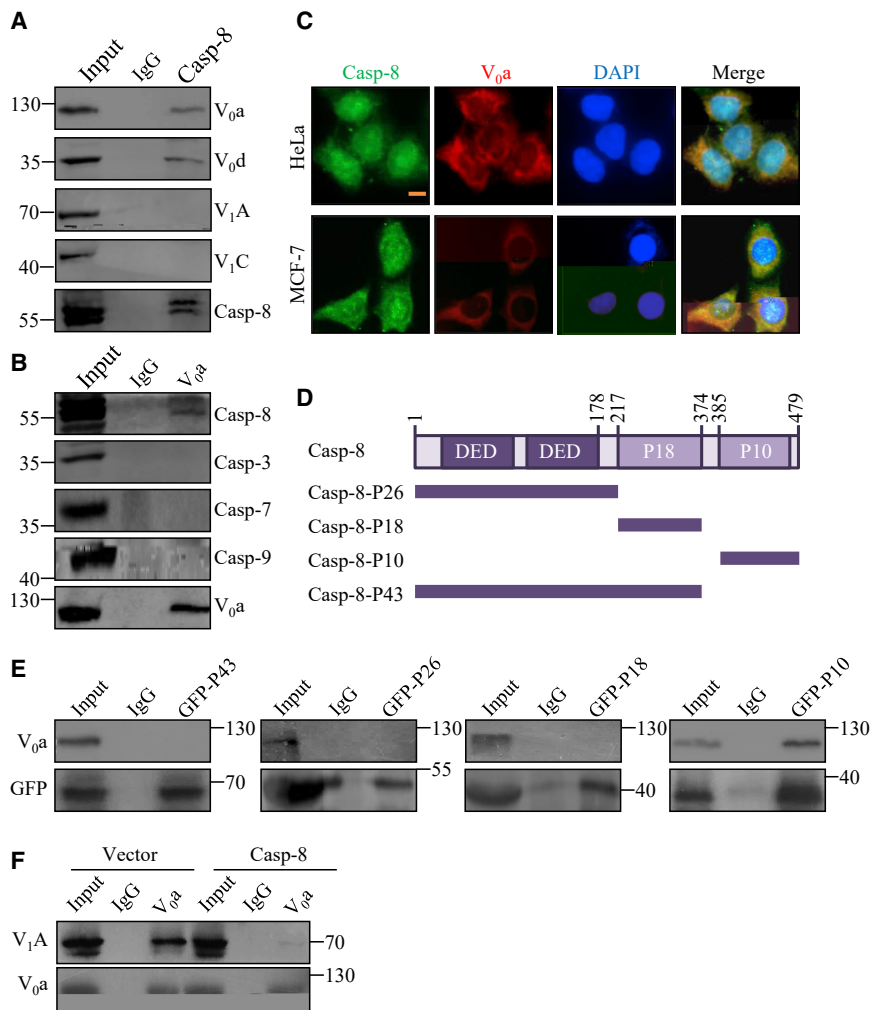 A
Input IgG Casp-8
130 V₀a
35 V₀d
70 V₁A
40 V₁C
55 Casp-8
B
Input IgG V₀a
55 Casp-8
35 Casp-3
35 Casp-7
40 Casp-9
130 V₀a
C
Casp-8 V₀a DAPI Merge
HeLa
MCF-7
D
1 178 217 374 385 479
Casp-8 DED DED P18 P10
Casp-8-P26
Casp-8-P18
Casp-8-P10
Casp-8-P43
E
Input IgG GFP-P43 Input IgG GFP-P26 Input IgG GFP-P18 Input IgG GFP-P10
V₀a 130 130 130 130
GFP 70 55 40 40
F
Vector Casp-8
Input IgG V₀a Input IgG V₀a
V₁A 70
V₀a 130